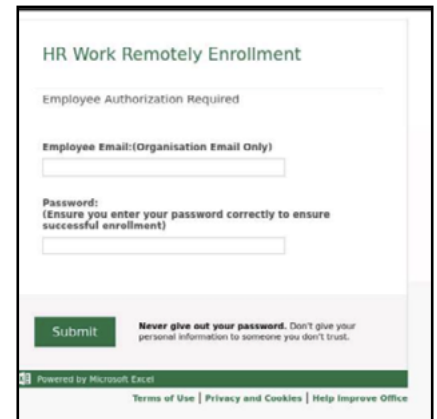 HR Work Remotely Enrollment
Employee Authorization Required
Employee Email:(Organisation Email Only)
Password:
(Ensure you enter your password correctly to ensure
successful enrollment)
Submit
Never give out your password. Don't give your
personal information to someone you don't trust.
Powered by Microsoft Excel
Terms of Use | Privacy and Cookies | Help Improve Office